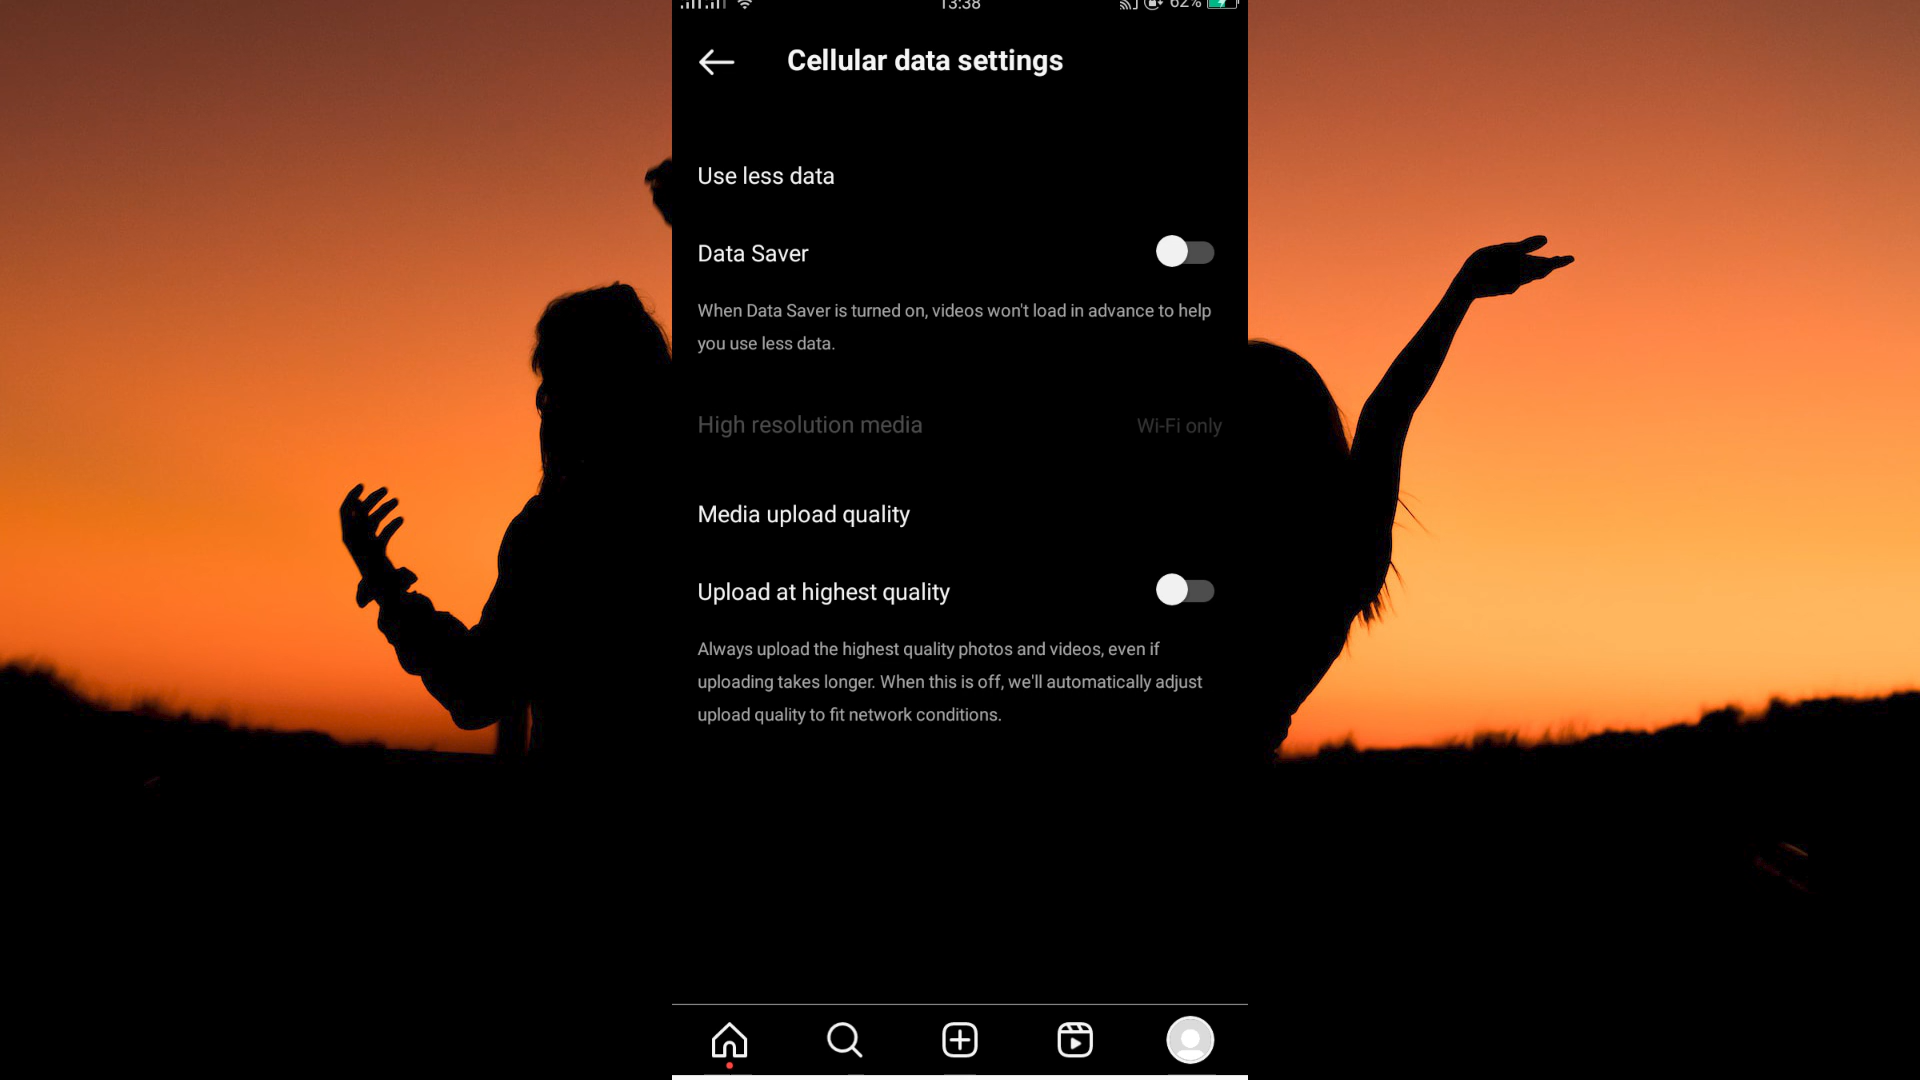 13:38
62%
Cellular data settings
Use less data
Data Saver
When Data Saver is turned on, videos won't load in advance to help
you use less data.
High resolution media
Wi-Fi only
Media upload quality
Upload at highest quality
Always upload the highest quality photos and videos, even if
uploading takes longer. When this is off, we'll automatically adjust
upload quality to fit network conditions.